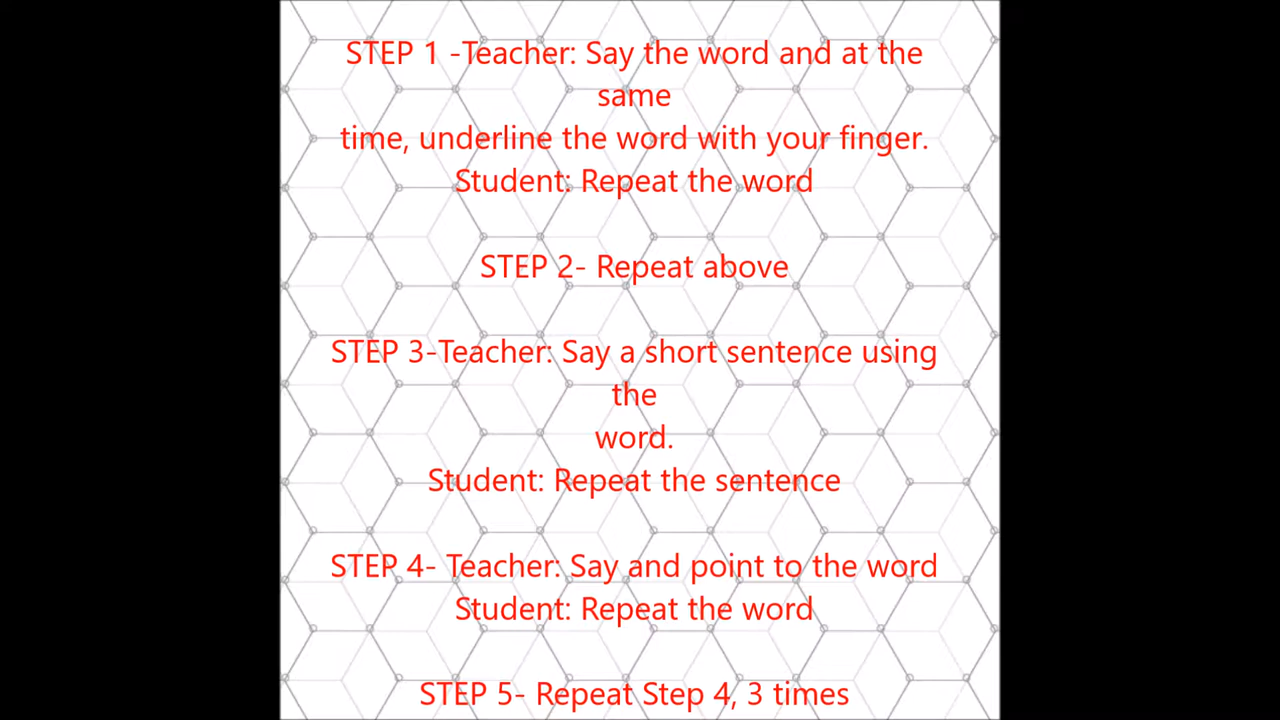 STEP 1 -Teacher: Say the word and at the
same
time, underline the word with your finger.
Student: Repeat the word
STEP 2- Repeat above
STEP 3-Teacher: Say a short sentence using
the
word.
Student: Repeat the sentence
STEP 4- Teacher: Say and point to the word
Student: Repeat the word
STEP 5- Repeat Step 4, 3 times